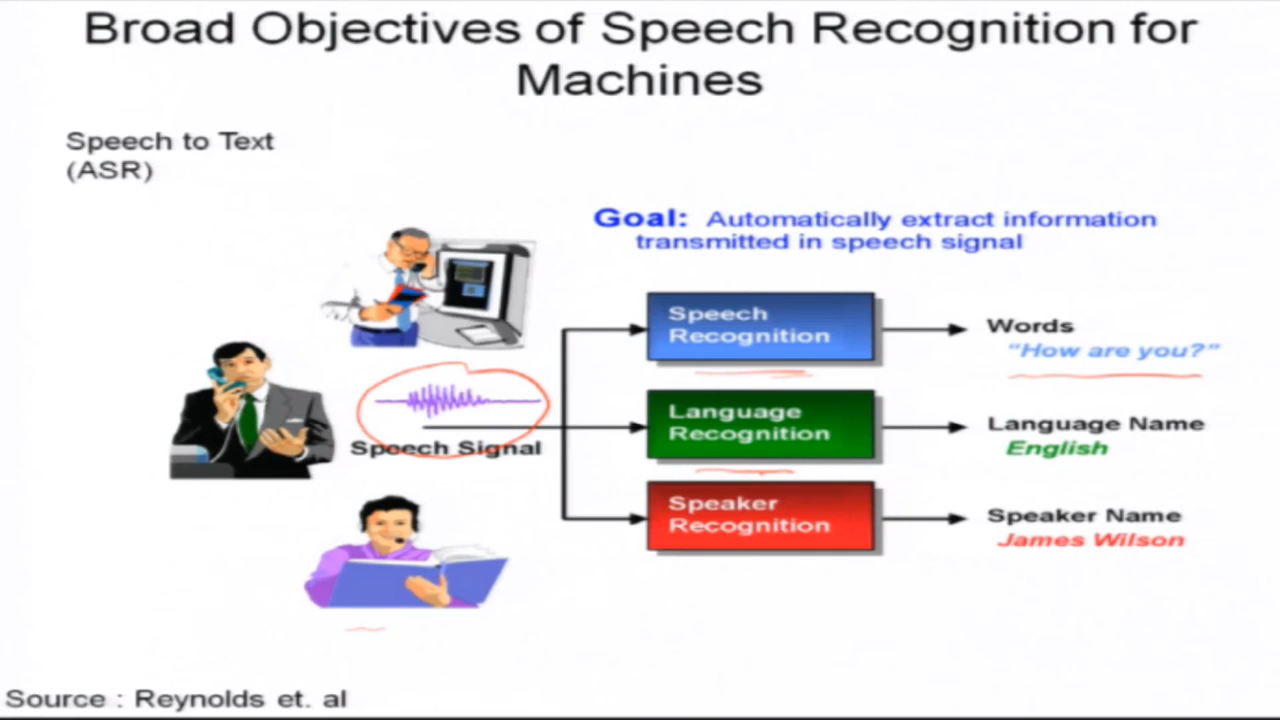 Broad Objectives of Speech Recognition for
Machines
Speech to Text
(ASR)
Goal: Automatically extract information
transmitted in speech signal
Speech
Recognition
Words
"How are you?"
Speech Signal
Language
Recognition
Language Name
English
Speaker
Recognition
Speaker Name
James Wilson
Source : Reynolds et. al